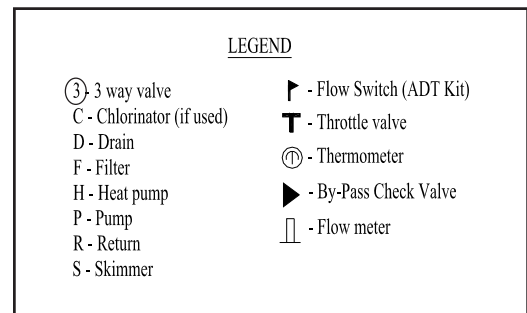 LEGEND
3 - 3 way valve
C - Chlorinator (if used)
D - Drain
F - Filter
H - Heat pump
P - Pump
R - Return
S - Skimmer
- Flow Switch (ADT Kit)
- Throttle valve
- Thermometer
- By-Pass Check Valve
- Flow meter